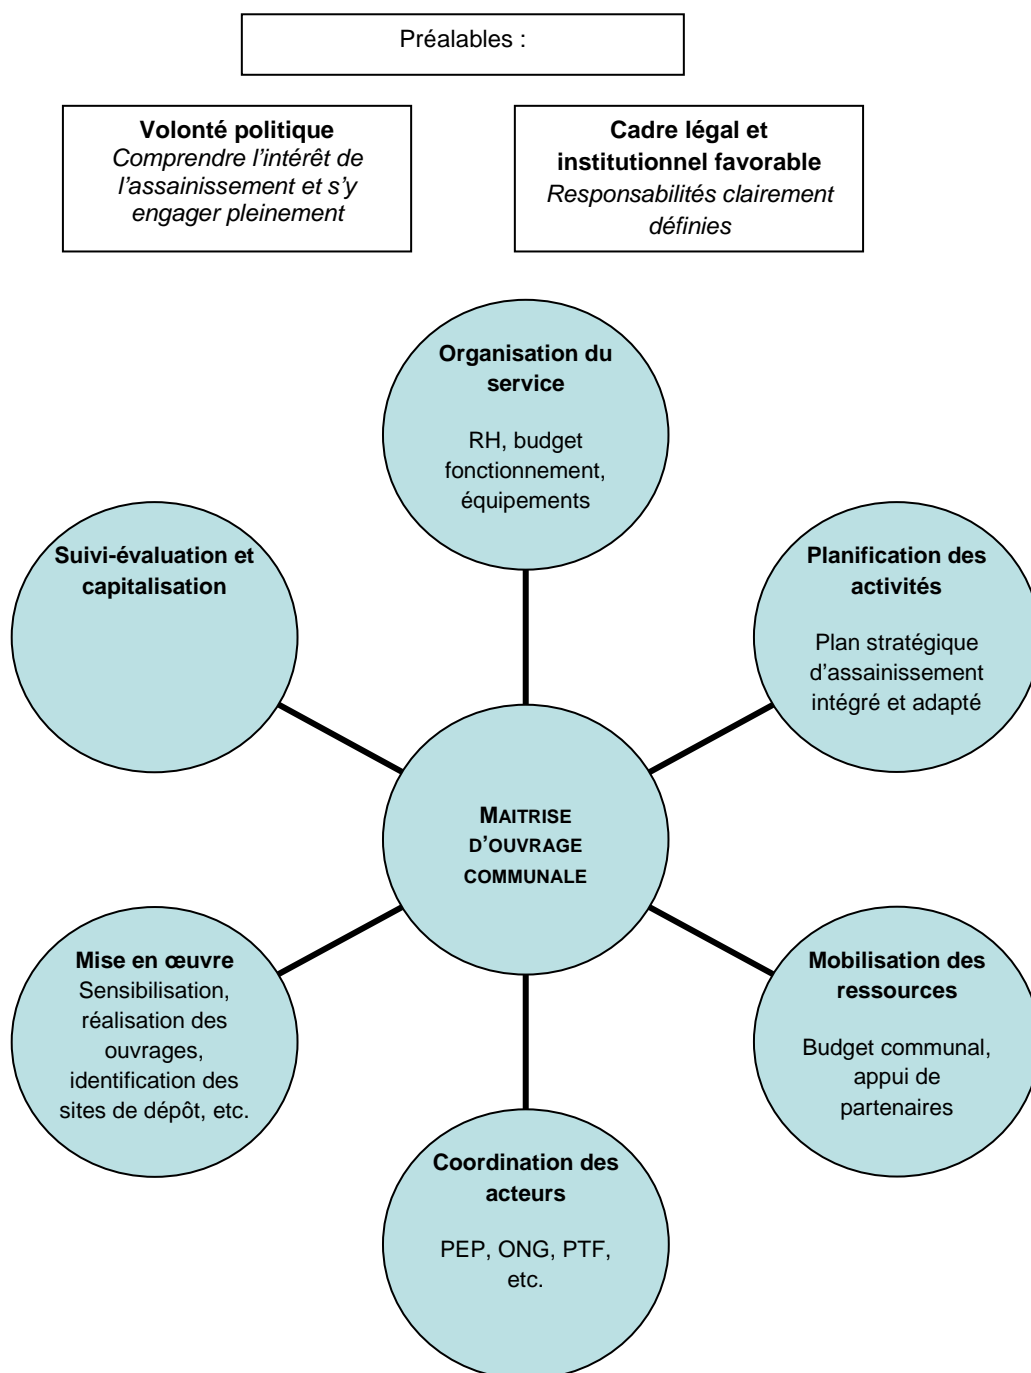 Préalables :
Volonté politique
Comprendre l'intérêt de
l'assainissement et s'y
engager pleinement
Cadre légal et
institutionnel favorable
Responsabilités clairement
définies
Organisation du
service
RH, budget
fonctionnement,
équipements
Suivi-évaluation et
capitalisation
Planification des
activités
Plan stratégique
d'assainissement
intégré et adapté
MAITRISE
D'OUVRAGE
COMMUNALE
Mise en œuvre
Sensibilisation,
réalisation des
ouvrages,
identification des
sites de dépôt, etc.
Mobilisation des
ressources
Budget communal,
appui de
partenaires
Coordination des
acteurs
PEP, ONG, PTF,
etc.